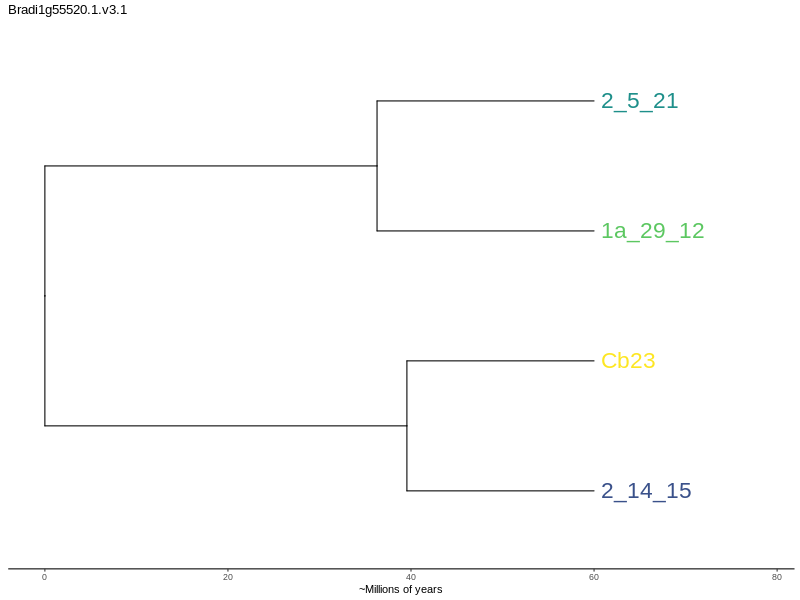 Bradi1g55520.1.v3.1
2_5_21
1a_29_12
Cb23
2_14_15
0 20 40 60 80
~Millions of years